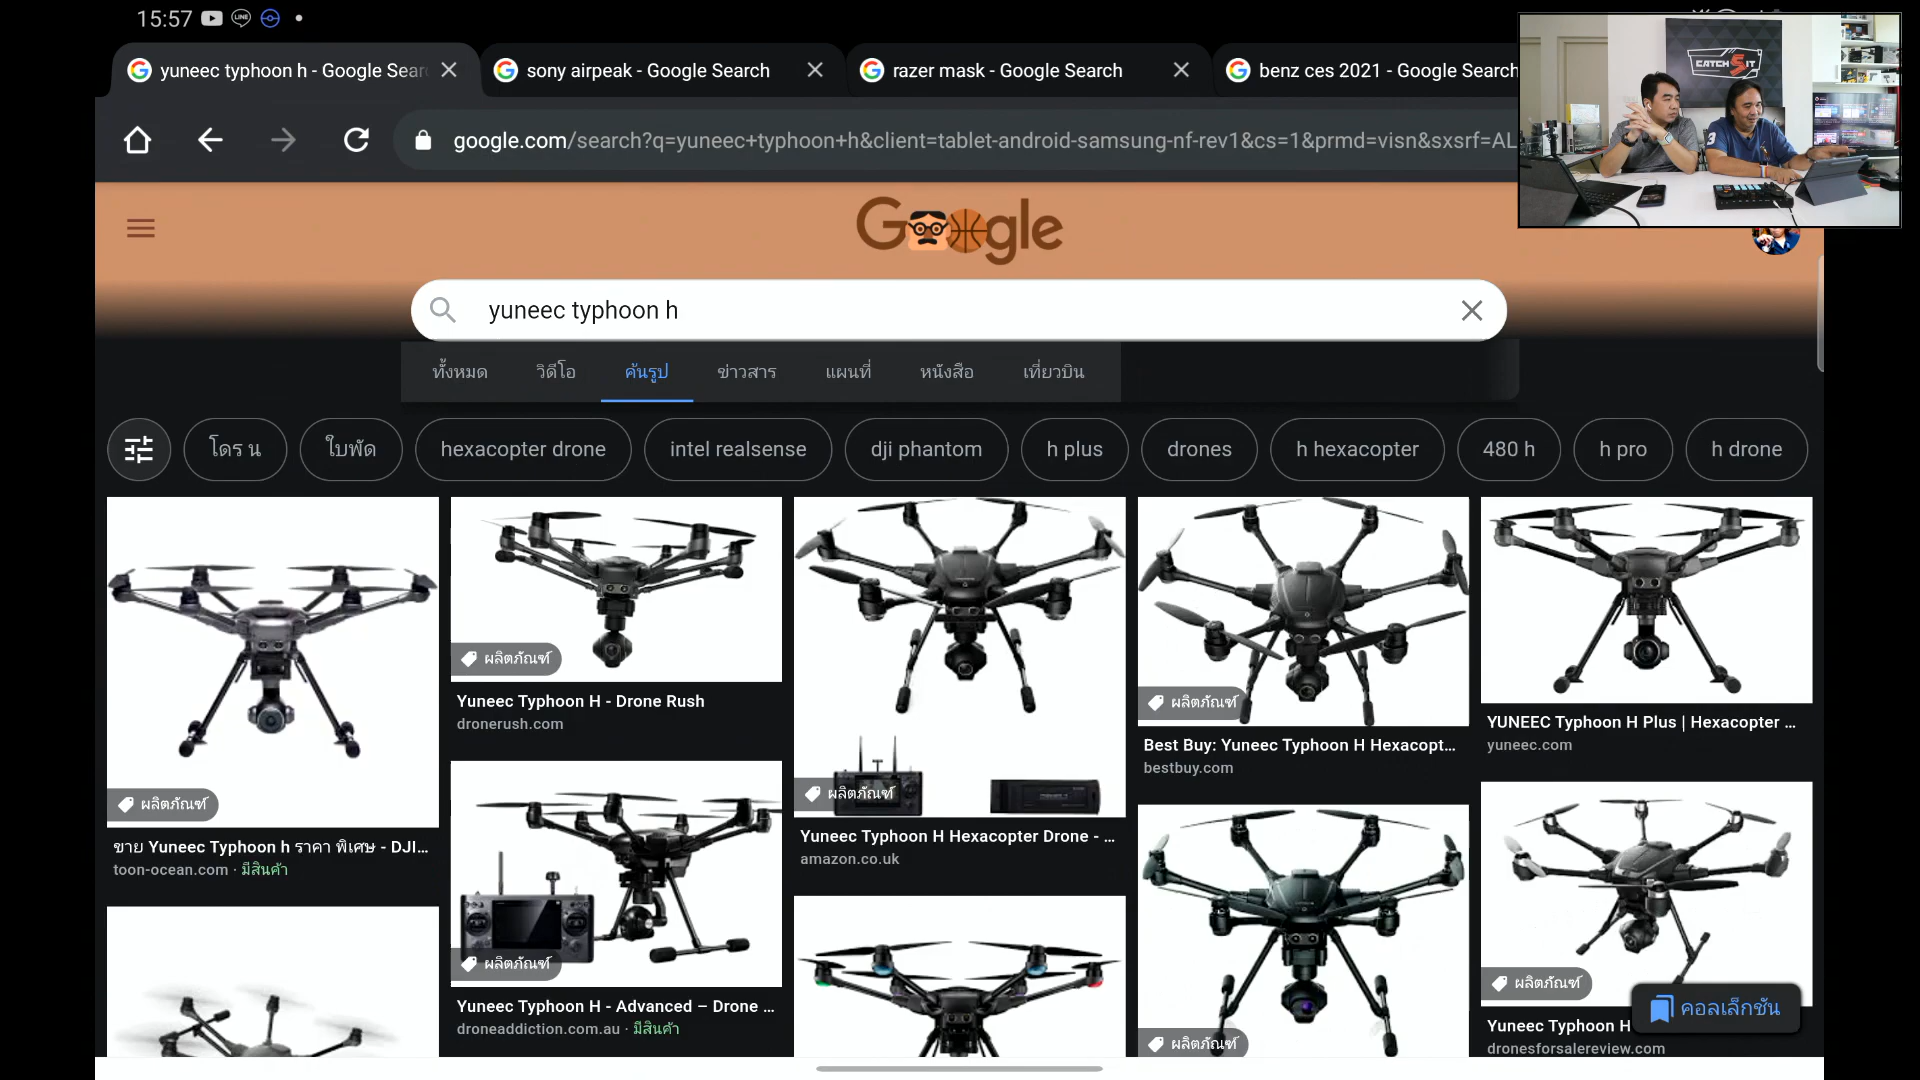 15:57
yuneec typhoon h - Google Sear
sony airpeak - Google Search
razer mask - Google Search
benz ces 2021 - Google Search
google.com/search?q=yuneec+typhoon+h&client=tablet-android-samsung-nf-rev1&cs=1&prmd=visn&sxsrf=AL
CATCH 5 IT
Google
yuneec typhoon h
ทั้งหมด
วิดีโอ
ค้นรูป
ข่าวสาร
แผนที่
หนังสือ
เที่ยวบิน
โดร น
ใบพัด
hexacopter drone
intel realsense
dji phantom
h plus
drones
h hexacopter
480 h
h pro
h drone
ผลิตภัณฑ์
ขาย Yuneec Typhoon h ราคา พิเศษ - DJI...
toon-ocean.com · มีสินค้า
ผลิตภัณฑ์
Yuneec Typhoon H - Drone Rush
dronerush.com
ผลิตภัณฑ์
Yuneec Typhoon H - Advanced – Drone ...
droneaddiction.com.au · มีสินค้า
ผลิตภัณฑ์
Yuneec Typhoon H Hexacopter Drone - ...
amazon.co.uk
ผลิตภัณฑ์
Best Buy: Yuneec Typhoon H Hexacopt...
bestbuy.com
ผลิตภัณฑ์
YUNEEC Typhoon H Plus | Hexacopter ...
yuneec.com
ผลิตภัณฑ์
Yuneec Typhoon H
dronesforsalereview.com
คอลเล็กชัน